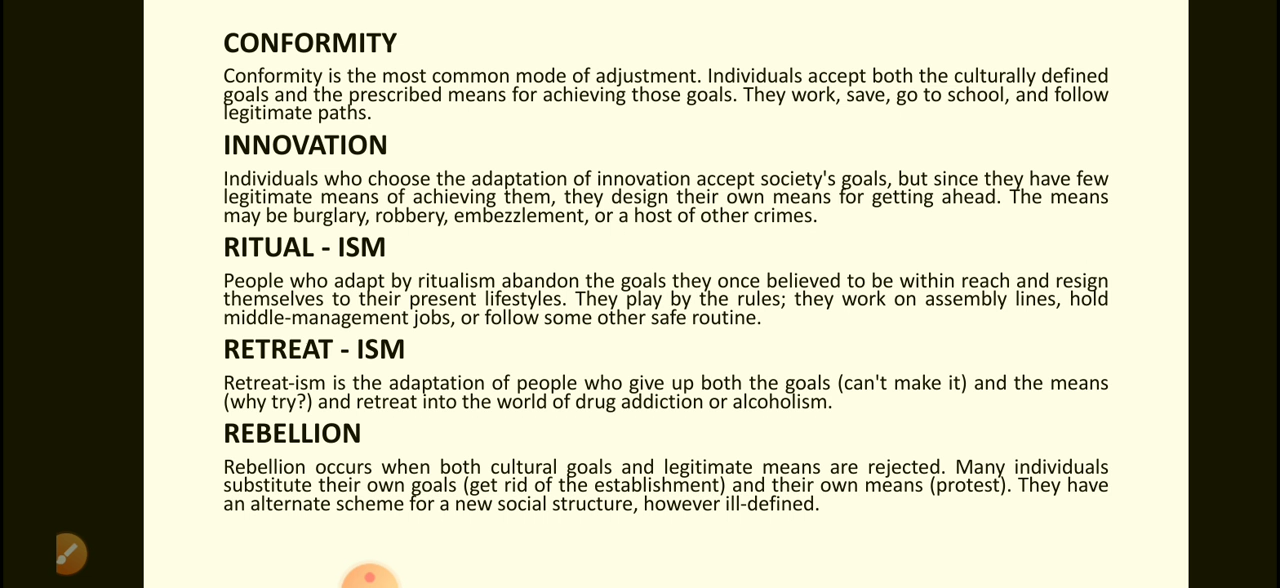 CONFORMITY
Conformity is the most common mode of adjustment. Individuals accept both the culturally defined
goals and the prescribed means for achieving those goals. They work, save, go to school, and follow
legitimate paths.
INNOVATION
Individuals who choose the adaptation of innovation accept society's goals, but since they have few
legitimate means of achieving them, they design their own means for getting ahead. The means
may be burglary, robbery, embezzlement, or a host of other crimes.
RITUAL - ISM
People who adapt by ritualism abandon the goals they once believed to be within reach and resign
themselves to their present lifestyles. They play by the rules; they work on assembly lines, hold
middle-management jobs, or follow some other safe routine.
RETREAT - ISM
Retreat-ism is the adaptation of people who give up both the goals (can't make it) and the means
(why try?) and retreat into the world of drug addiction or alcoholism.
REBELLION
Rebellion occurs when both cultural goals and legitimate means are rejected. Many individuals
substitute their own goals (get rid of the establishment) and their own means (protest). They have
an alternate scheme for a new social structure, however ill-defined.